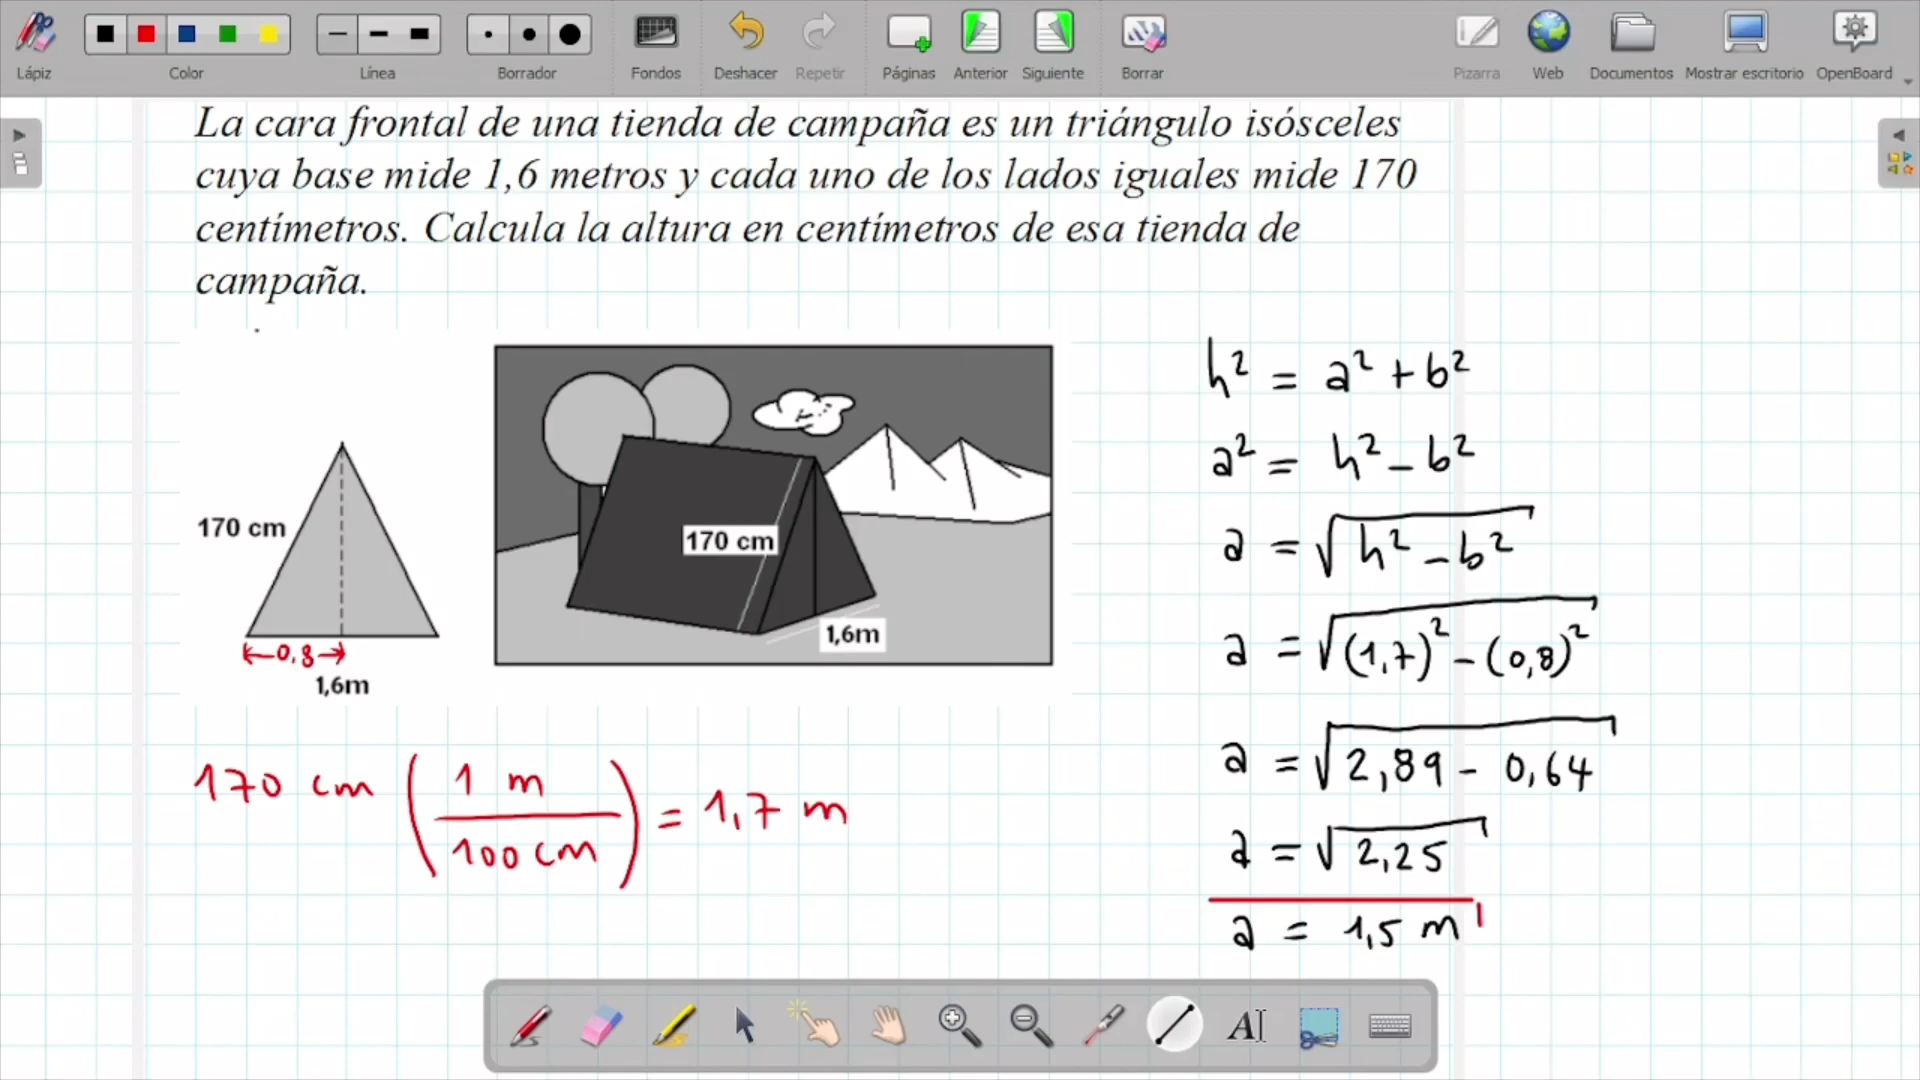 Lápiz Color Línea Borrador Fondos Deshacer Repetir Páginas Anterior Siguiente Borrar Pizarra Web Documentos Mostrar escritorio OpenBoard
La cara frontal de una tienda de campaña es un triángulo isósceles
cuya base mide 1,6 metros y cada uno de los lados iguales mide 170
centímetros. Calcula la altura en centímetros de esa tienda de
campaña.
170 cm
0,8
1,6m
170 cm
1,6m
170 cm (1 m / 100 cm) = 1,7 m
h² = a² + b²
a² = h² - b²
a = √h² - b²
a = √(1,7)² - (0,8)²
a = √2,89 - 0,64
a = √2,25
a = 1,5 m
AI